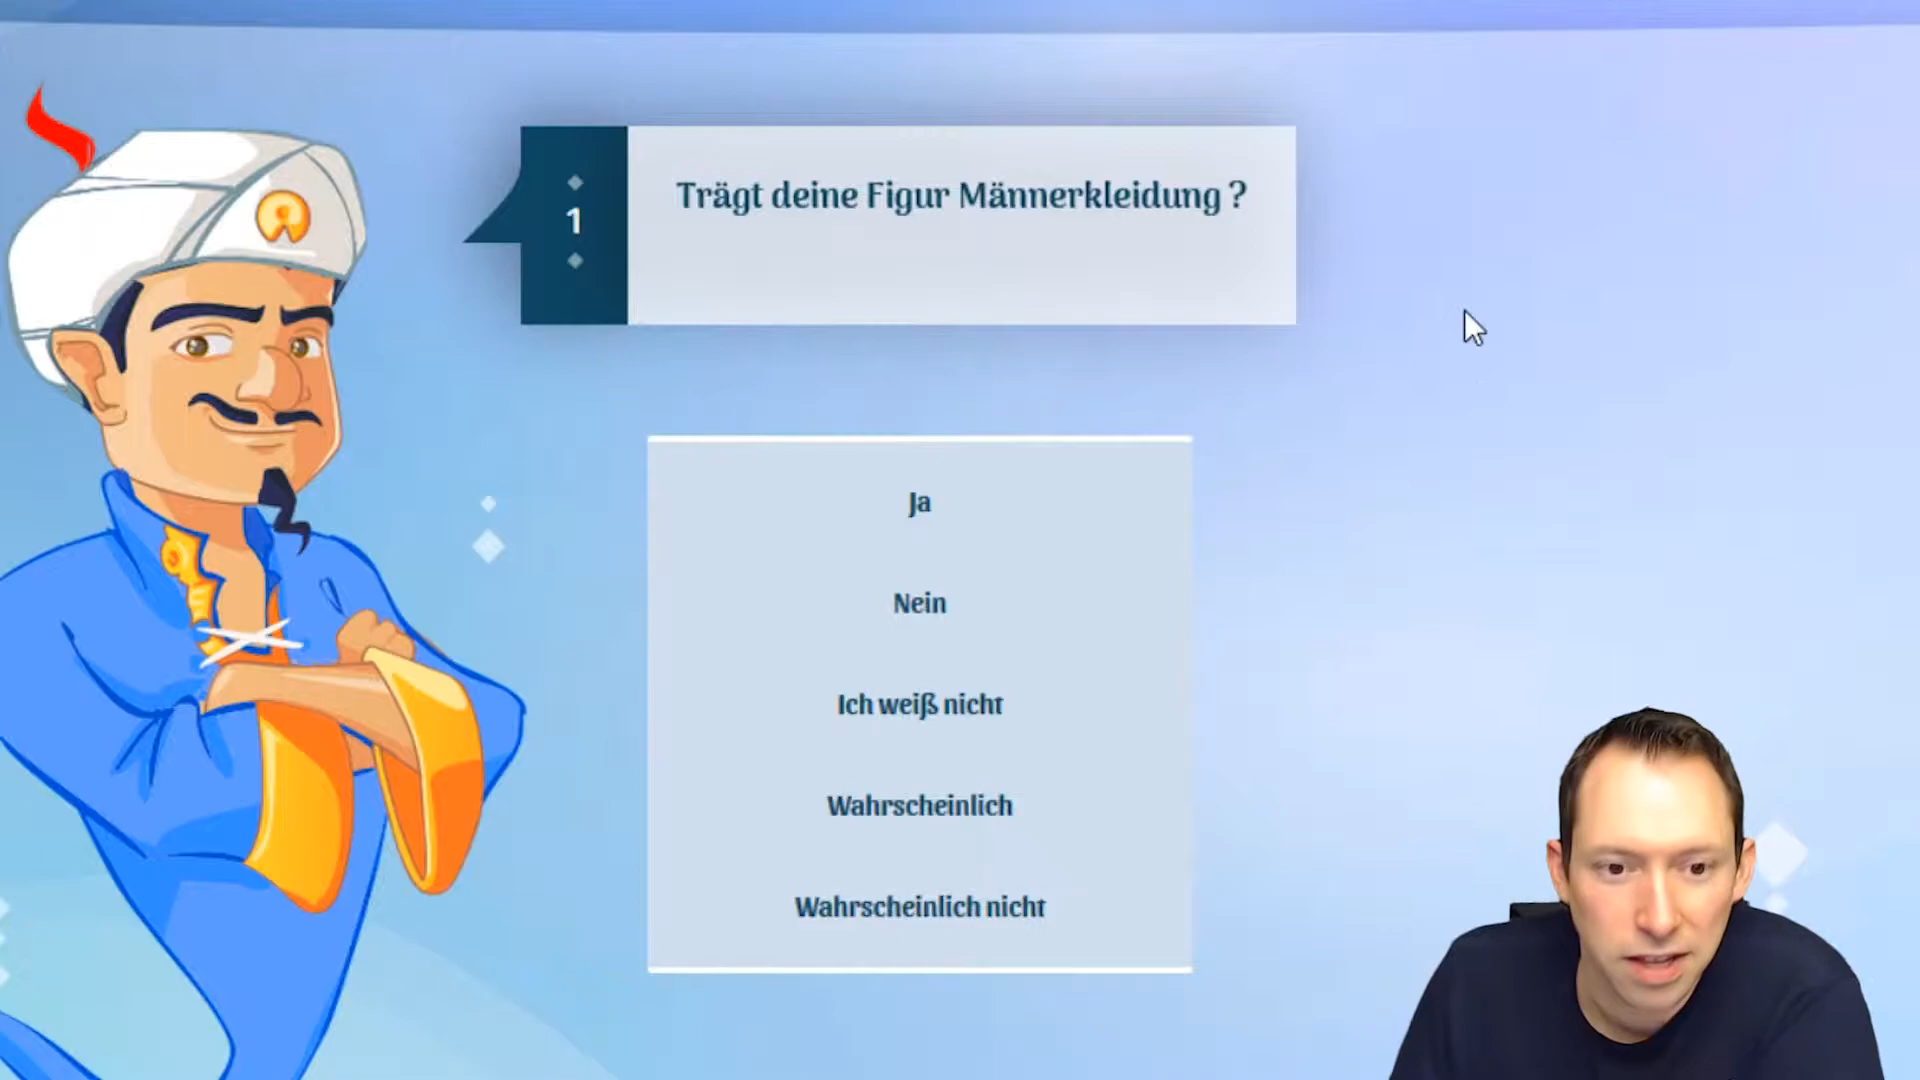 1
Trägt deine Figur Männerkleidung ?
Ja
Nein
Ich weiß nicht
Wahrscheinlich
Wahrscheinlich nicht